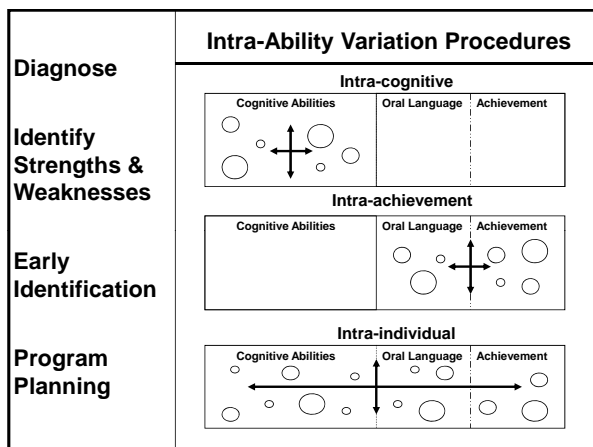 Diagnose
Identify
Strengths &
Weaknesses
Early
Identification
Program
Planning
Intra-Ability Variation Procedures
Intra-cognitive
Cognitive Abilities Oral Language Achievement
Intra-achievement
Cognitive Abilities Oral Language Achievement
Intra-individual
Cognitive Abilities Oral Language Achievement